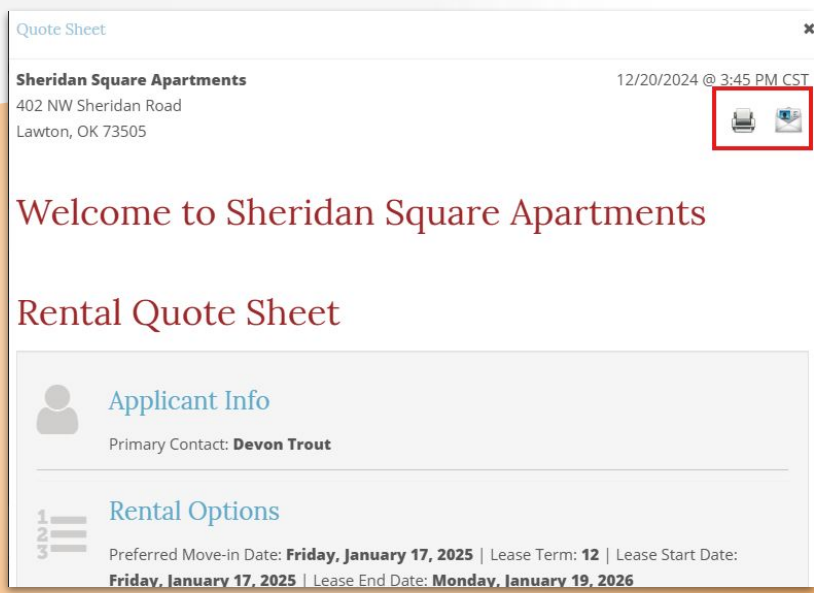 Quote Sheet
Sheridan Square Apartments
12/20/2024 @ 3:45 PM CST
402 NW Sheridan Road
Lawton, OK 73505
Welcome to Sheridan Square Apartments
Rental Quote Sheet
Applicant Info
Primary Contact: Devon Trout
1
2
3
Rental Options
Preferred Move-in Date: Friday, January 17, 2025 | Lease Term: 12 | Lease Start Date:
Friday, January 17, 2025 | Lease End Date: Monday, January 19, 2026